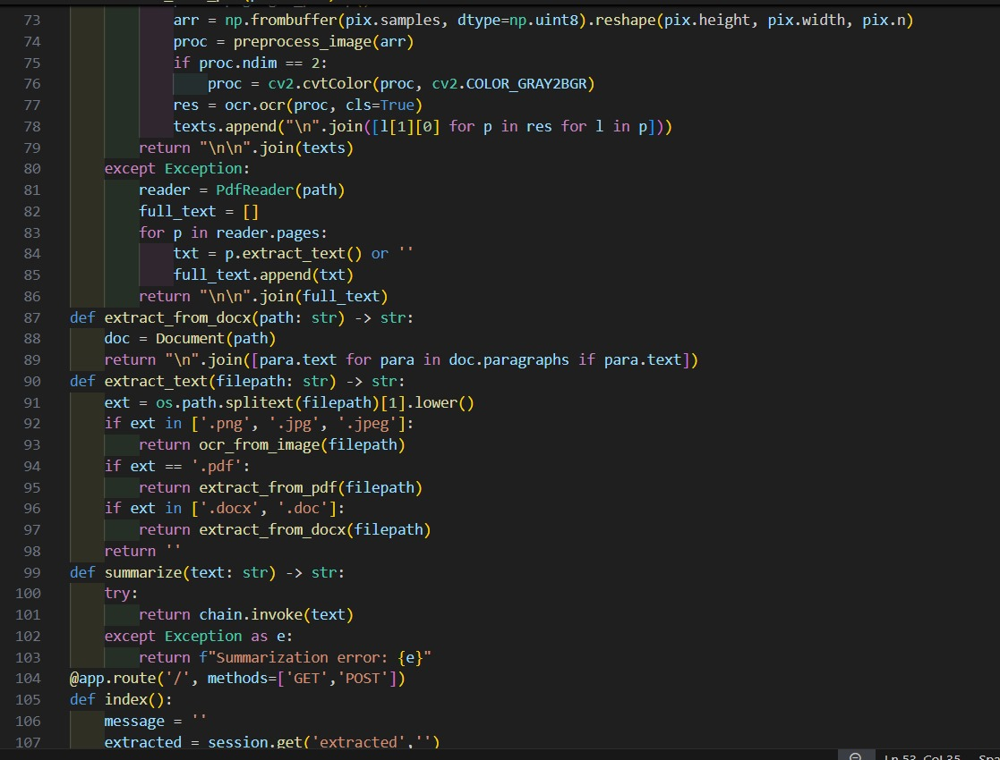 73 arr = np.frombuffer(pix.samples, dtype=np.uint8).reshape(pix.height, pix.width, pix.n)
74 proc = preprocess_image(arr)
75 if proc.ndim == 2:
76 proc = cv2.cvtColor(proc, cv2.COLOR_GRAY2BGR)
77 res = ocr.ocr(proc, cls=True)
78 texts.append("\n".join([l[1][0] for p in res for l in p]))
79 return "\n\n".join(texts)
80 except Exception:
81 reader = PdfReader(path)
82 full_text = []
83 for p in reader.pages:
84 txt = p.extract_text() or ''
85 full_text.append(txt)
86 return "\n\n".join(full_text)
87 def extract_from_docx(path: str) -> str:
88 doc = Document(path)
89 return "\n".join([para.text for para in doc.paragraphs if para.text])
90 def extract_text(filepath: str) -> str:
91 ext = os.path.splitext(filepath)[1].lower()
92 if ext in ['.png', '.jpg', '.jpeg']:
93 return ocr_from_image(filepath)
94 if ext == '.pdf':
95 return extract_from_pdf(filepath)
96 if ext in ['.docx', '.doc']:
97 return extract_from_docx(filepath)
98 return ''
99 def summarize(text: str) -> str:
100 try:
101 return chain.invoke(text)
102 except Exception as e:
103 return f"Summarization error: {e}"
104 @app.route('/', methods=['GET','POST'])
105 def index():
106 message = ''
107 extracted = session.get('extracted','')
Ln 53, Col 35